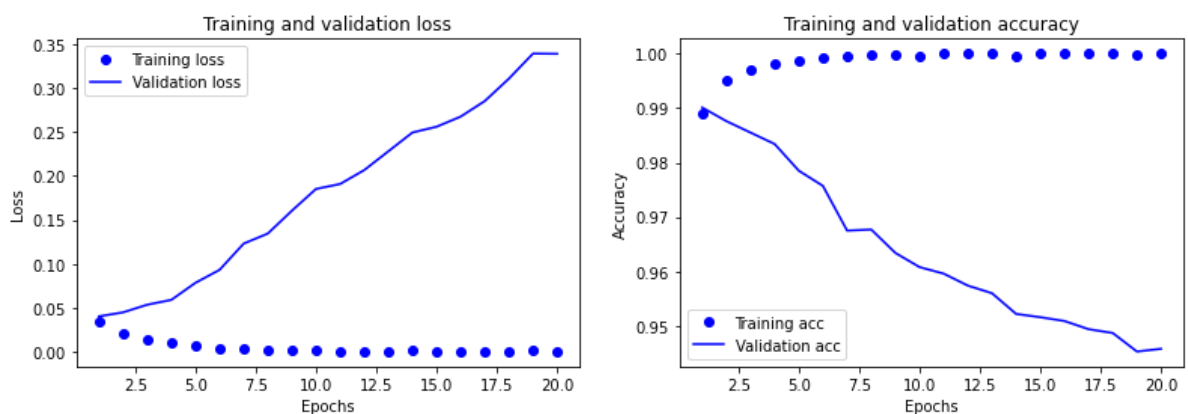 Training and validation loss
0.35
0.30
0.25
0.20
0.15
0.10
0.05
0.00
Loss
Training loss
Validation loss
2.5 5.0 7.5 10.0 12.5 15.0 17.5 20.0
Epochs
Training and validation accuracy
1.00
0.99
0.98
0.97
0.96
0.95
Accuracy
Training acc
Validation acc
2.5 5.0 7.5 10.0 12.5 15.0 17.5 20.0
Epochs